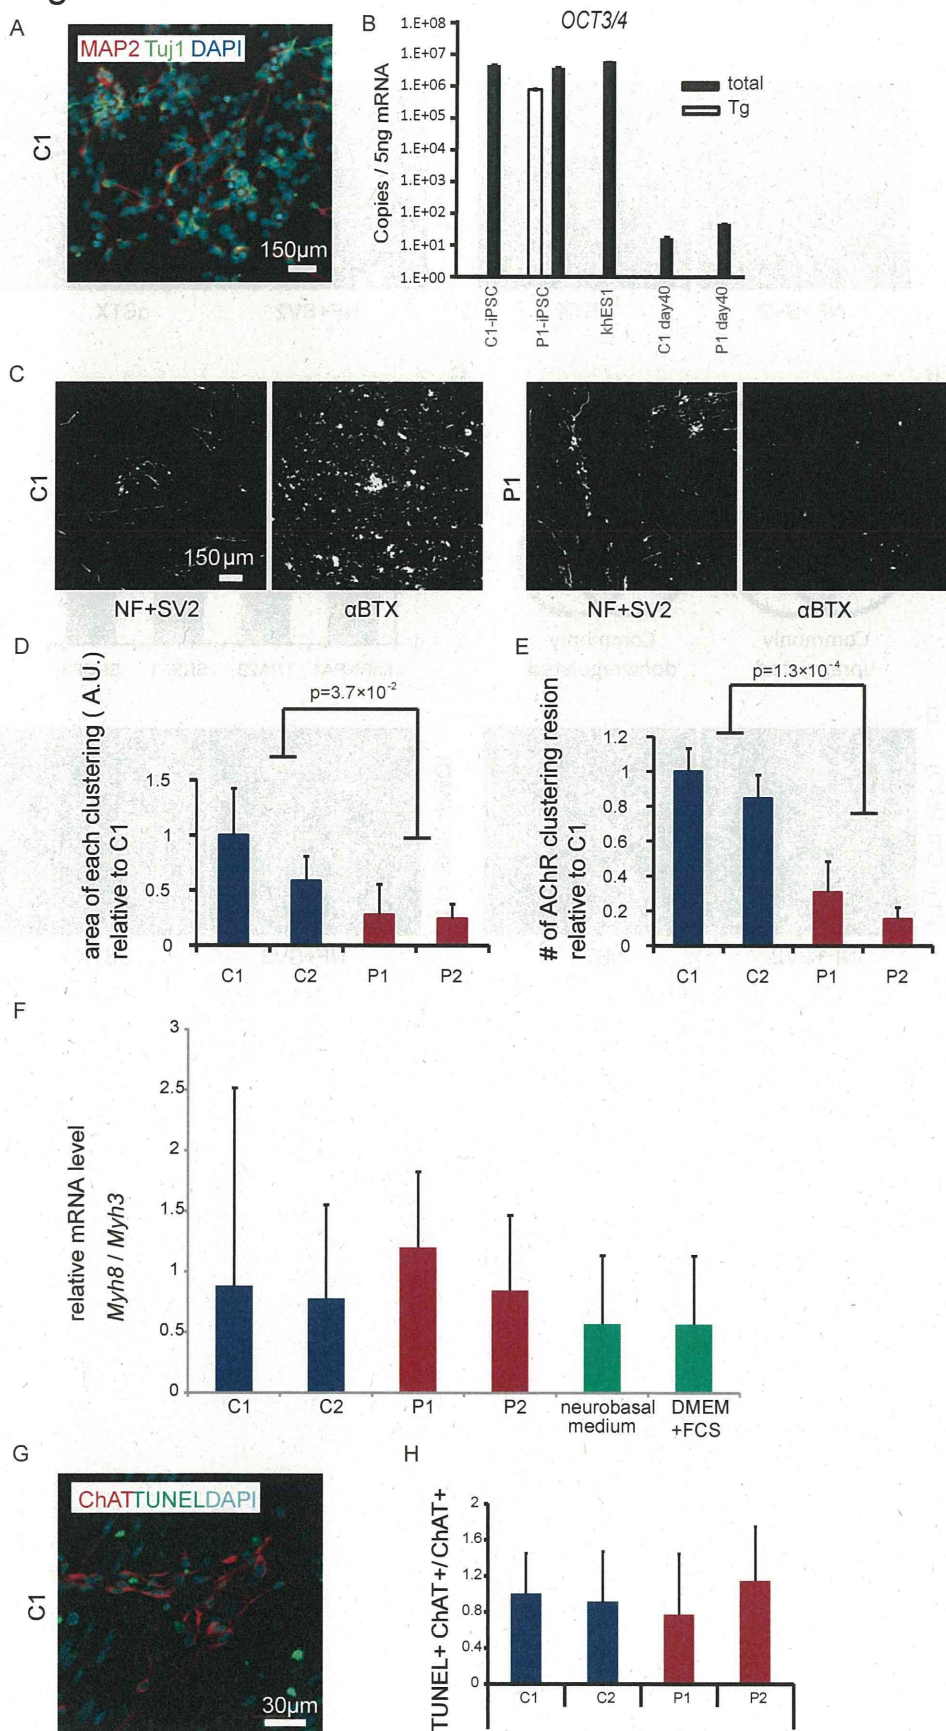 A
MAP2 Tuj1 DAPI
C1
150µm
B
OCT3/4
Copies / 5ng mRNA
1.E+08
1.E+07
1.E+06
1.E+05
1.E+04
1.E+03
1.E+02
1.E+01
1.E+00
total
Tg
C1-iPSC
P1-iPSC
khES1
C1 day40
P1 day40
C
C1
150µm
NF+SV2
αBTX
P1
NF+SV2
αBTX
D
p=3.7×10⁻²
area of each clustering ( A.U.)
relative to C1
1.5
1
0.5
0
C1 C2 P1 P2
E
p=1.3×10⁻⁴
# of AChR clustering resion
relative to C1
1.2
1
0.8
0.6
0.4
0.2
0
C1 C2 P1 P2
F
relative mRNA level
Myh8 / Myh3
3
2.5
2
1.5
1
0.5
0
C1 C2 P1 P2 neurobasal DMEM
medium +FCS
G
ChATTUNELDAPI
C1
30µm
H
TUNEL+ ChAT +/ ChAT+
2
1.6
1.2
0.8
0.4
0
C1 C2 P1 P2